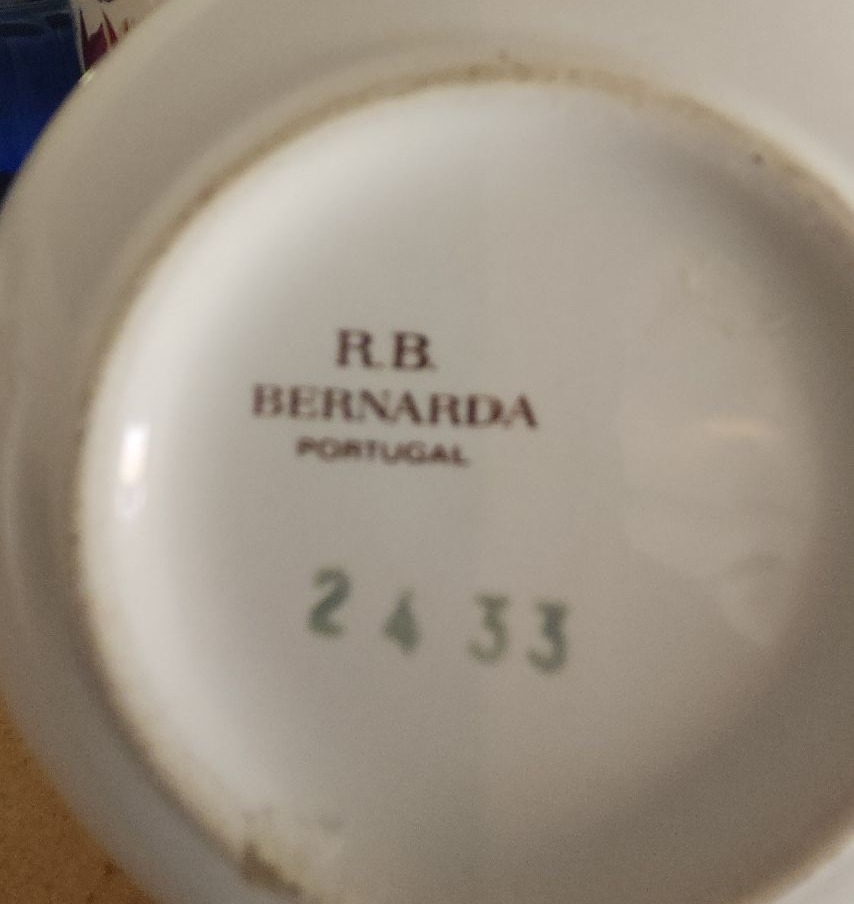 R.B.
BERNARDA
PORTUGAL
2433